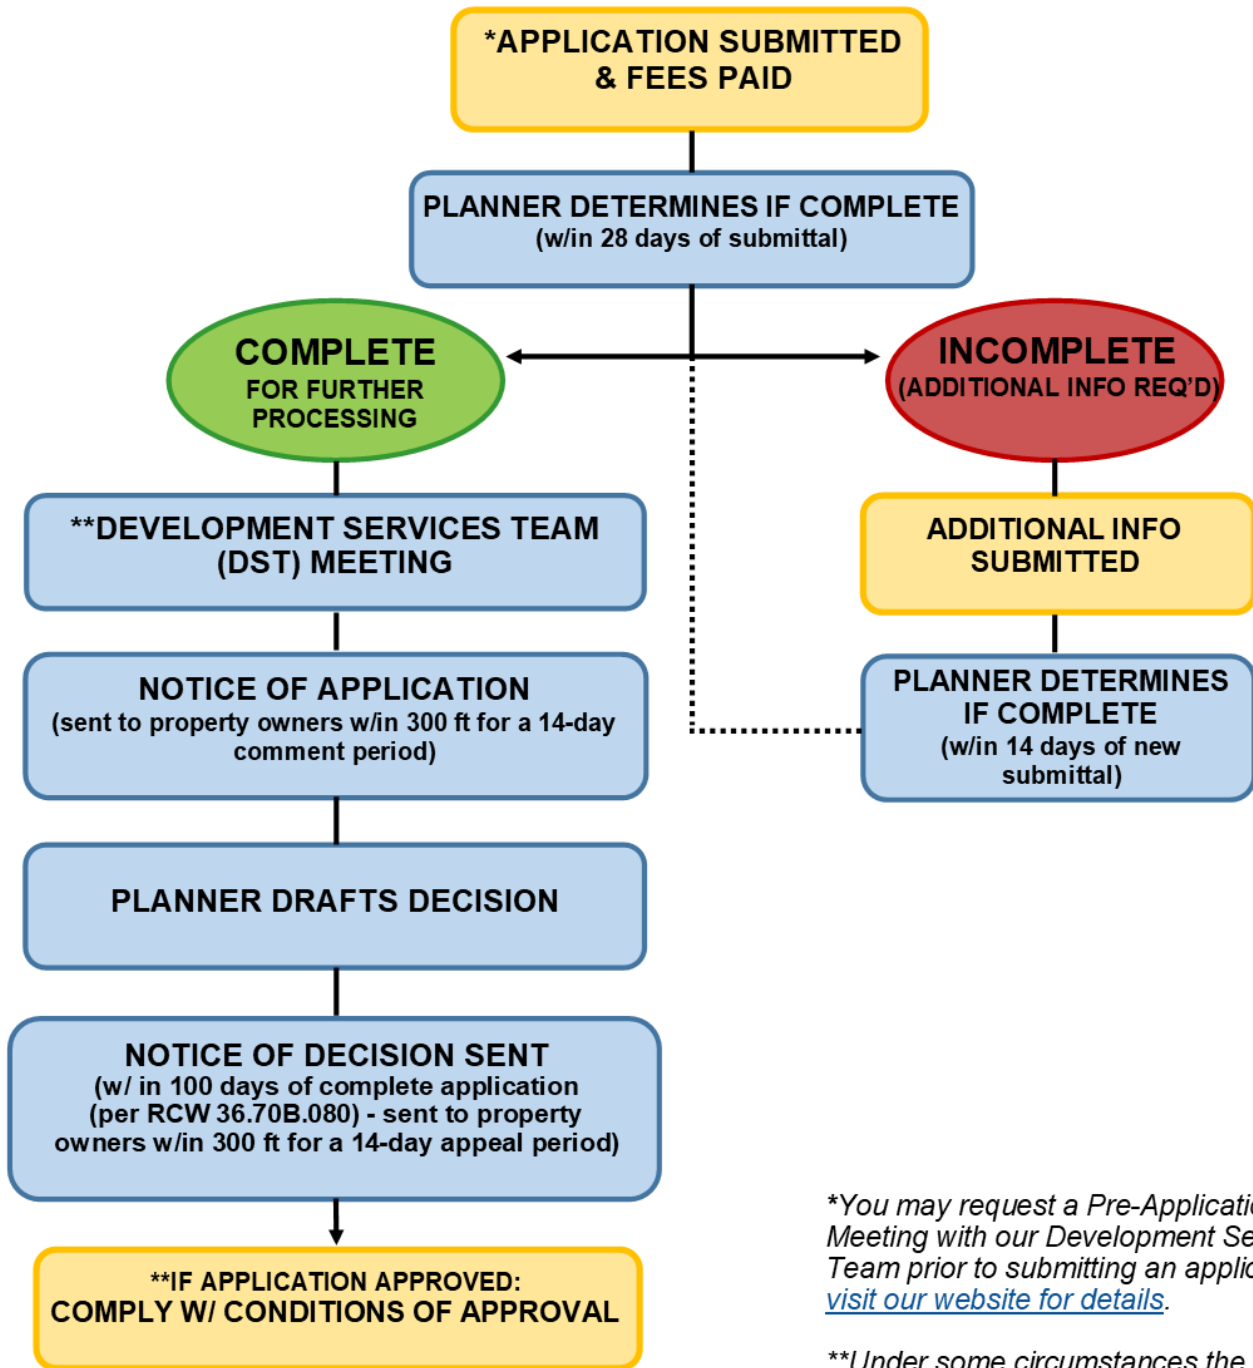 *APPLICATION SUBMITTED
& FEES PAID
PLANNER DETERMINES IF COMPLETE
(w/in 28 days of submittal)
COMPLETE
FOR FURTHER
PROCESSING
INCOMPLETE
(ADDITIONAL INFO REQ'D)
**DEVELOPMENT SERVICES TEAM
(DST) MEETING
ADDITIONAL INFO
SUBMITTED
NOTICE OF APPLICATION
(sent to property owners w/in 300 ft for a 14-day
comment period)
PLANNER DETERMINES
IF COMPLETE
(w/in 14 days of new
submittal)
PLANNER DRAFTS DECISION
NOTICE OF DECISION SENT
(w/ in 100 days of complete application
(per RCW 36.70B.080) - sent to property
owners w/in 300 ft for a 14-day appeal period)
**IF APPLICATION APPROVED:
COMPLY W/ CONDITIONS OF APPROVAL
*You may request a Pre-Applicatio
Meeting with our Development Se
Team prior to submitting an applic
visit our website for details.
**Under some circumstances the